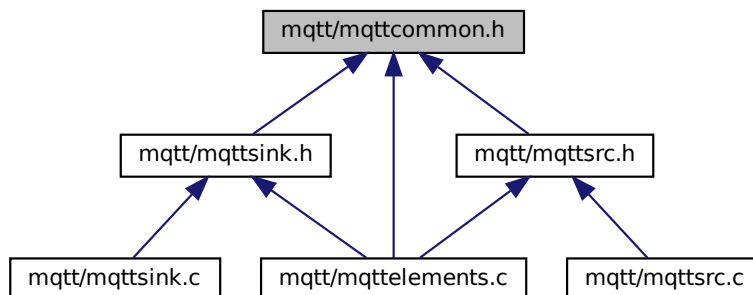 mqtt/mqttcommon.h
mqtt/mqttsink.h
mqtt/mqttsrc.h
mqtt/mqttsink.c
mqtt/mqttelements.c
mqtt/mqttsrc.c